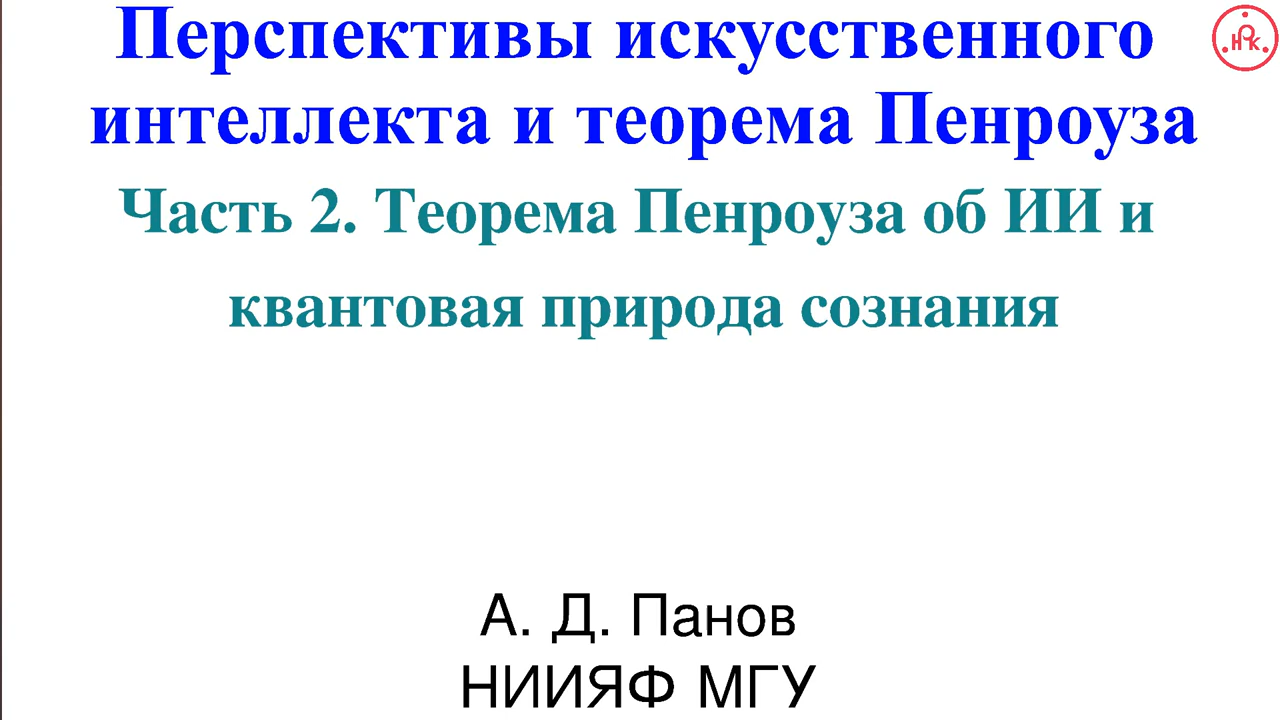 Перспективы искусственного
интеллекта и теорема Пенроуза
Часть 2. Теорема Пенроуза об ИИ и
квантовая природа сознания
А. Д. Панов
НИИЯФ МГУ